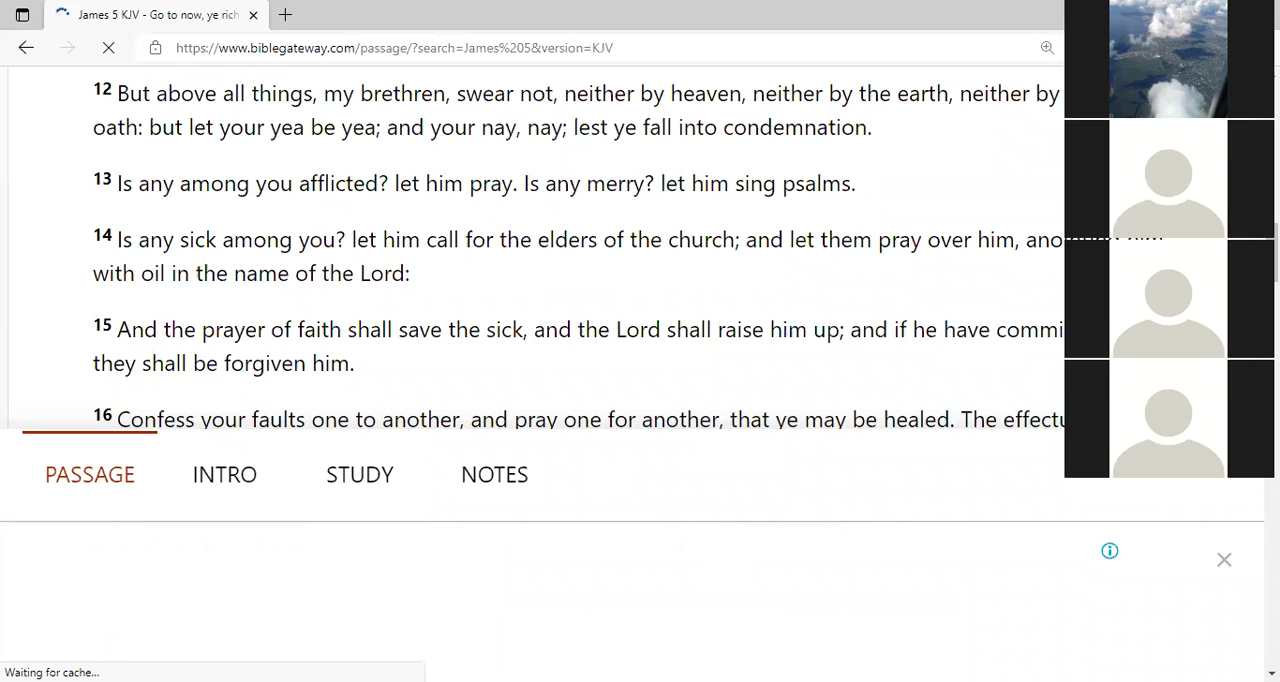 James 5 KJV - Go to now, ye rich
https://www.biblegateway.com/passage/?search=James%205&version=KJV
12 But above all things, my brethren, swear not, neither by heaven, neither by the earth, neither by
oath: but let your yea be yea; and your nay, nay; lest ye fall into condemnation.
13 Is any among you afflicted? let him pray. Is any merry? let him sing psalms.
14 Is any sick among you? let him call for the elders of the church; and let them pray over him,
with oil in the name of the Lord:
15 And the prayer of faith shall save the sick, and the Lord shall raise him up; and if he have
they shall be forgiven him.
16 Confess your faults one to another, and pray one for another, that ye may be healed. The
PASSAGE INTRO STUDY NOTES
Waiting for cache...